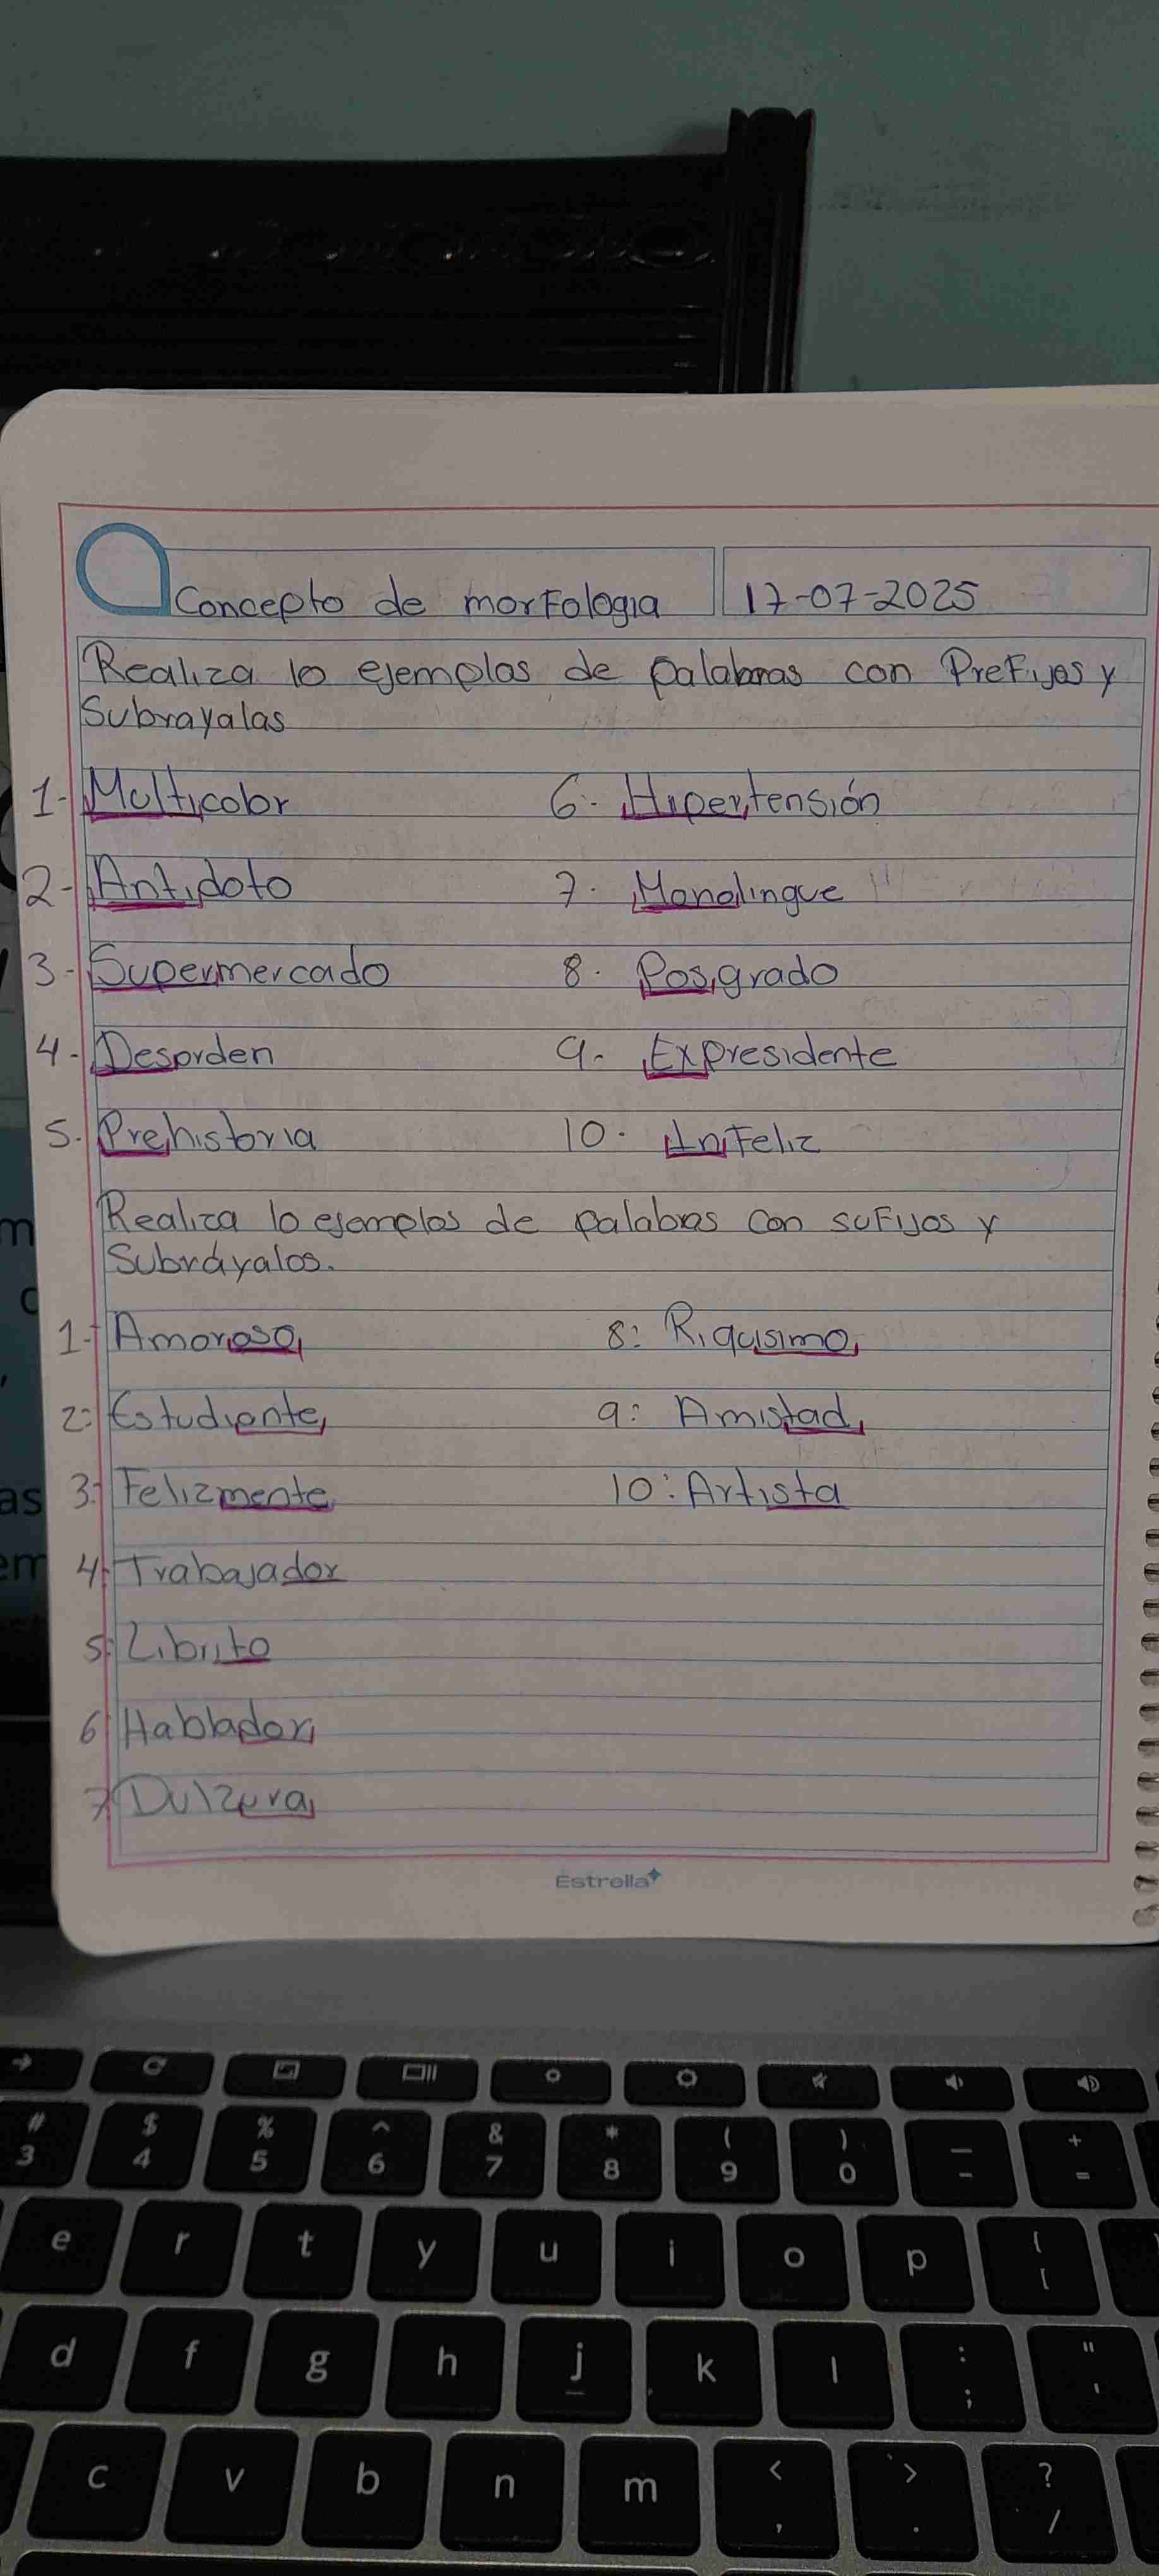 Concepto de morfologia 17-07-2025
Realiza 10 ejemplos de palabras con Prefijos y
Subrayalas
1- Multicolor 6- Hipertensión
2- Antidoto 7. Monolingue
3- Supermercado 8. Posgrado
4- Desorden 9- Expresidente
5. Prehistoria 10. Infeliz
Realiza 10 ejemplos de palabras con sufijos y
Subráyalos.
1- Amoroso 8: Riquisimo
2: Estudiante 9: Amistad
3: Felizmente 10: Artista
4: Trabajador
5: Librito
6 Hablador
7 Dulzura
Estrella
# $ % ^ & * ( ) — +
3 4 5 6 7 8 9 0 - =
e r t y u i o p { [
d f g h j k l : ; " '
c v b n m < , > . ? /